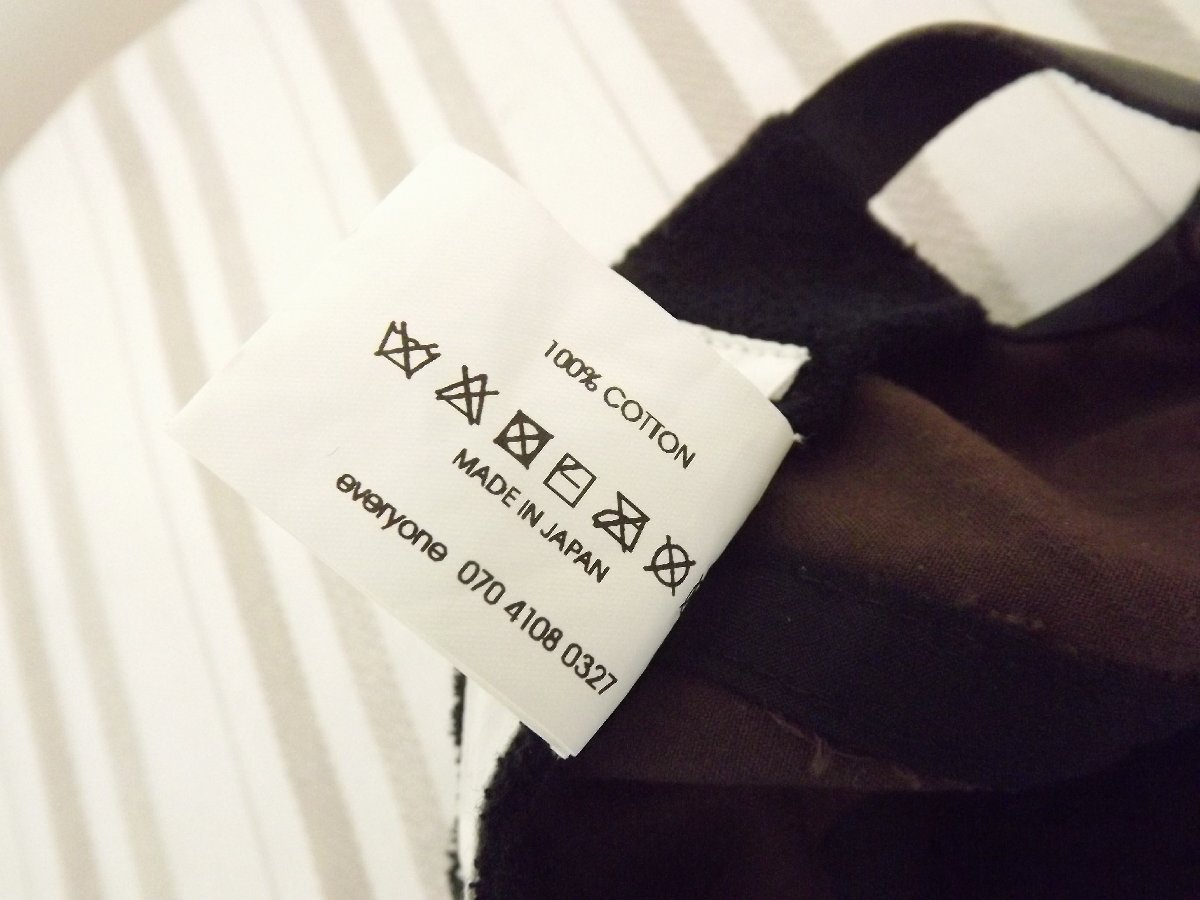 100% COTTON
MADE IN JAPAN
everyone 070 4108 0327